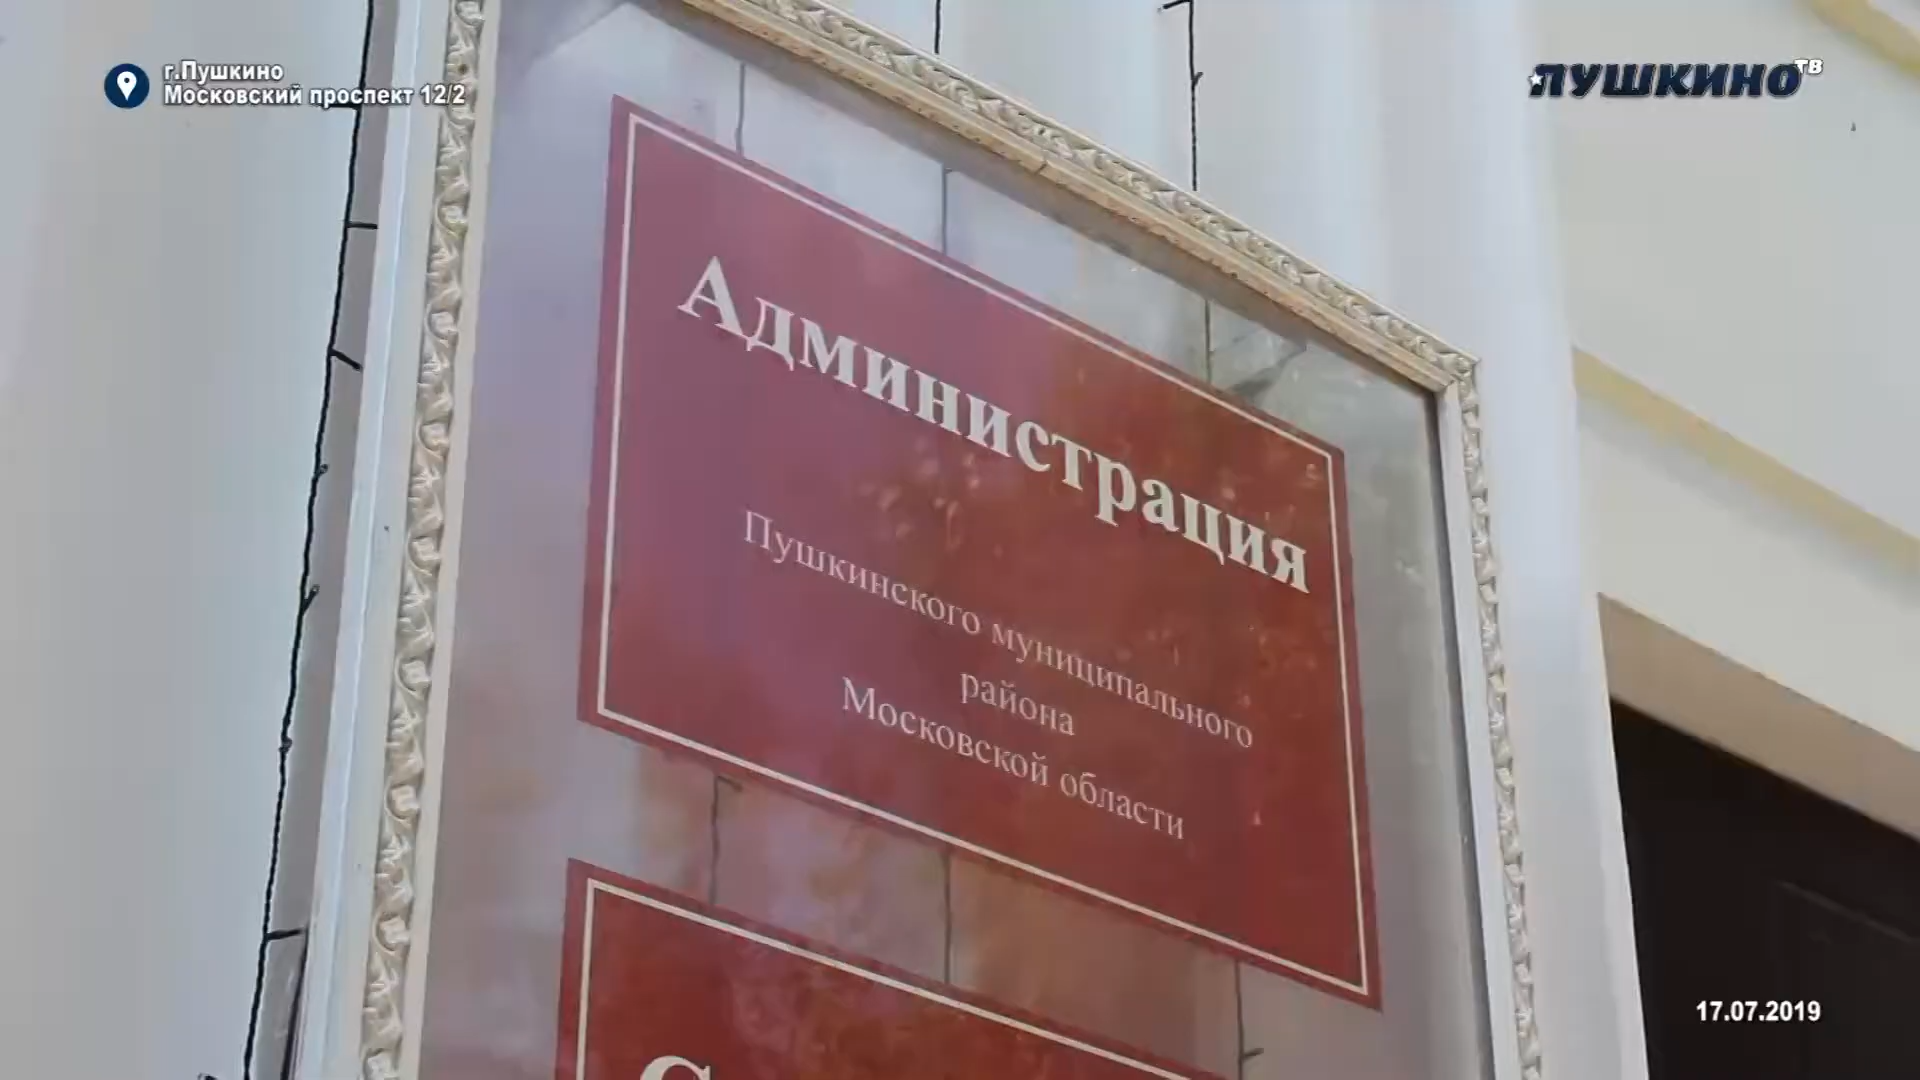 г.Пушкино
Московский проспект 12/2
ПУШКИНО ТВ
Администрация
Пушкинского муниципального
района
Московской области
17.07.2019